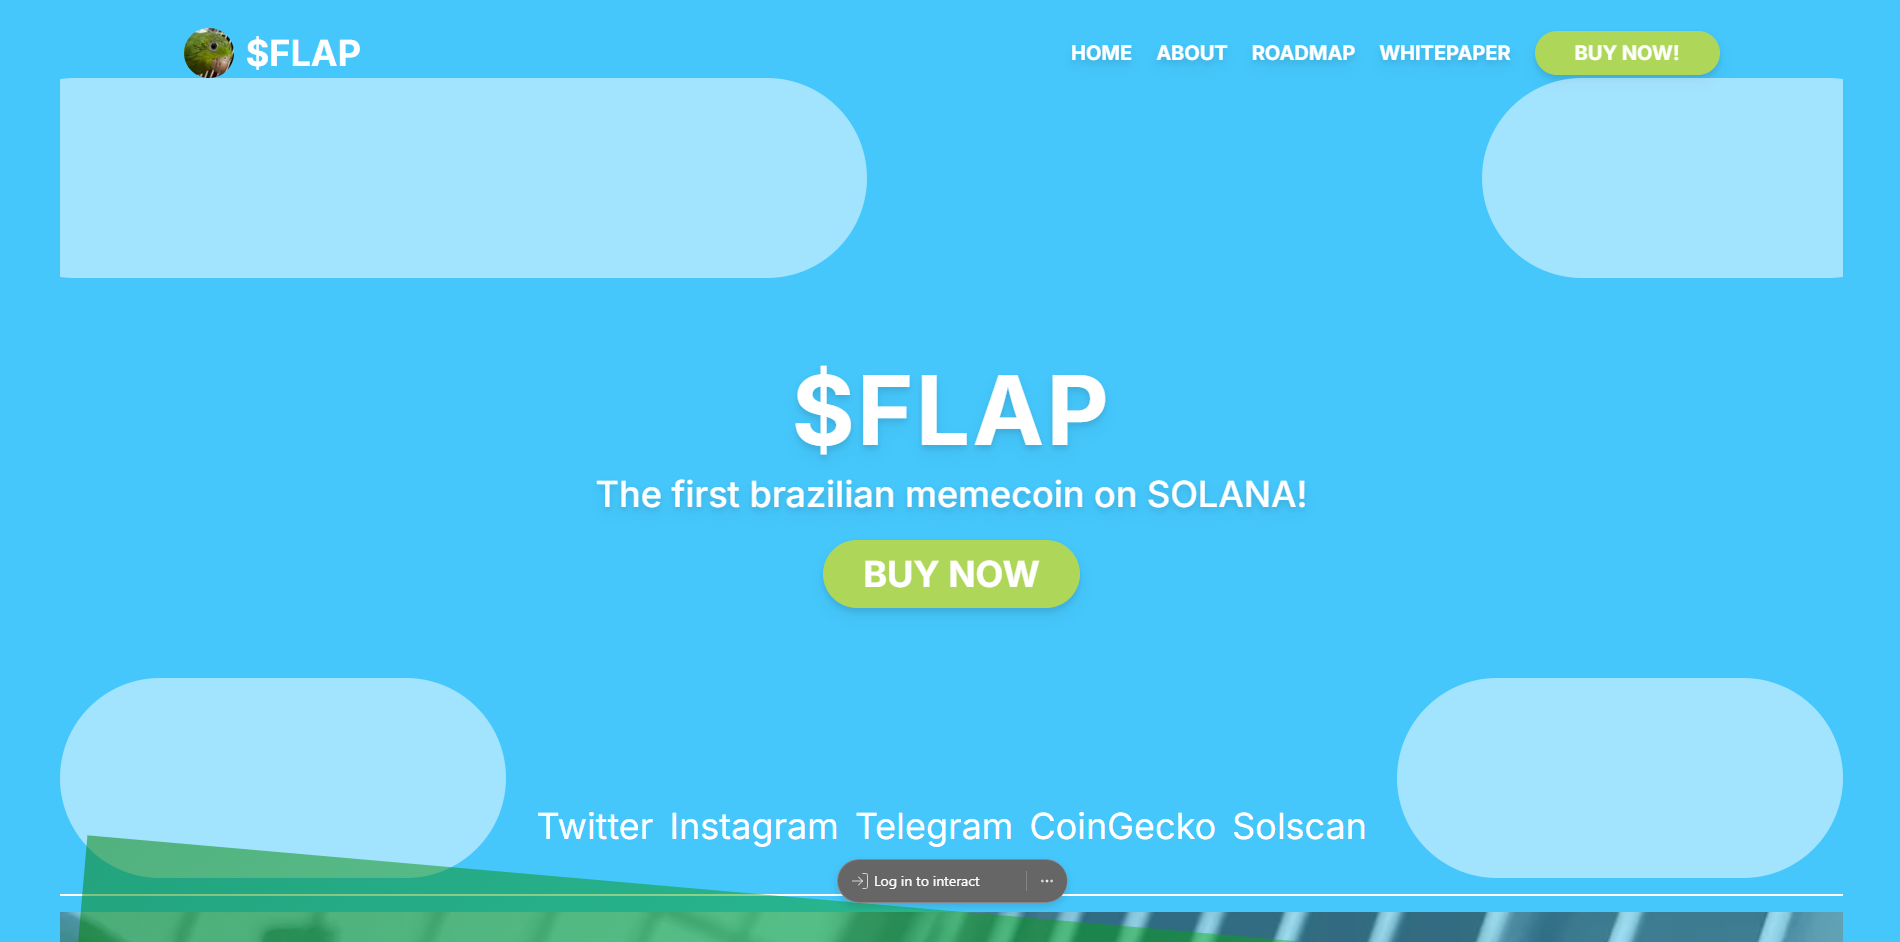 $FLAP
HOME ABOUT ROADMAP WHITEPAPER BUY NOW!
$FLAP
The first brazilian memecoin on SOLANA!
BUY NOW
Twitter Instagram Telegram CoinGecko Solscan
Log in to interact